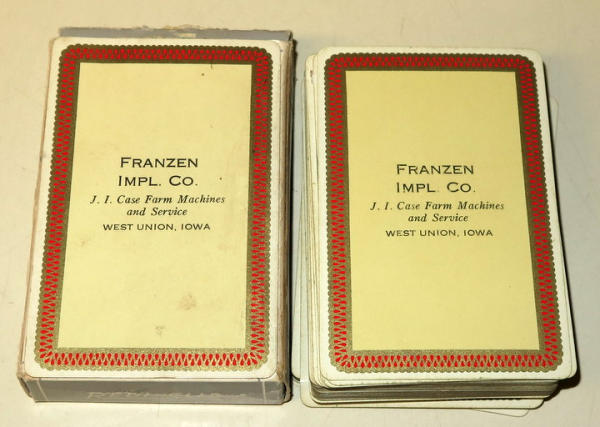 FRANZEN
IMPL. CO.
J. I. Case Farm Machines
and Service
WEST UNION, IOWA
FRANZEN
IMPL. CO.
J. I. Case Farm Machines
and Service
WEST UNION, IOWA